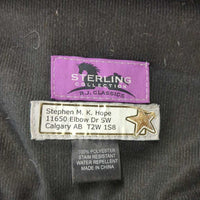 STERLING
COLLECTION
R.J. CLASSICS
Stephen M. K. Hope
11650 Elbow Dr SW
Calgary AB T2W 1S8
100% POLYESTER
STAIN RESISTANT
WATER REPELLENT
MADE IN CHINA